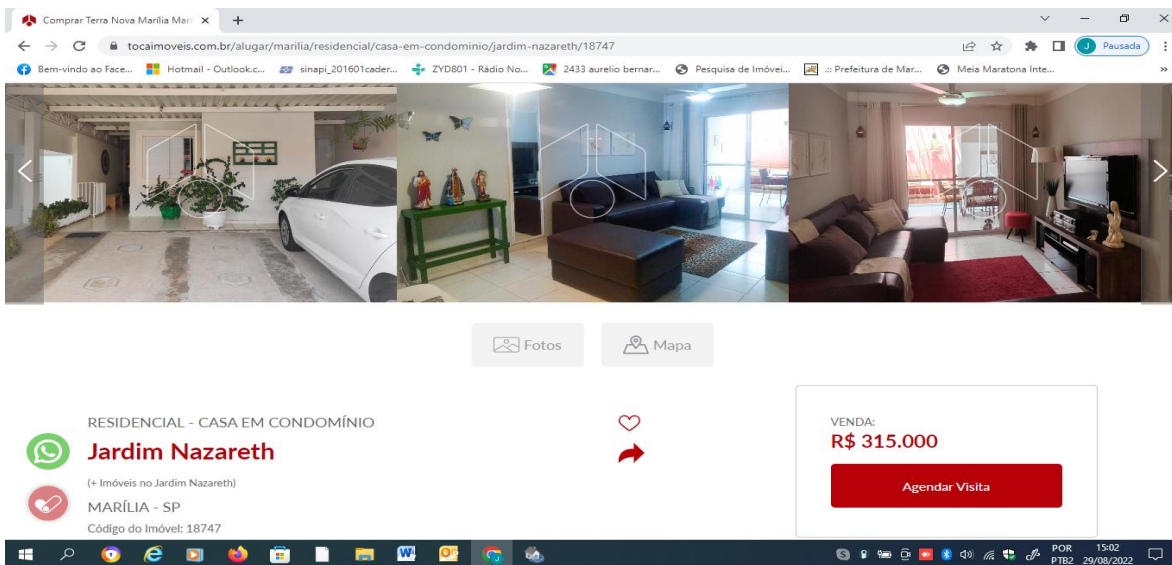 Comprar Terra Nova Marília Mari
tocaimoveis.com.br/alugar/marilia/residencial/casa-em-condominio/jardim-nazareth/18747
J Pausada
Bem-vindo ao Face... Hotmail - Outlook.c... sinapi_201601cader... ZYD801 - Rádio No... 2433 aurelio bernar... Pesquisa de Imóvei... .:: Prefeitura de Mar... Meia Maratona Inte... »
Fotos Mapa
RESIDENCIAL - CASA EM CONDOMÍNIO
Jardim Nazareth
(+ Imóveis no Jardim Nazareth)
MARÍLIA - SP
Código do Imóvel: 18747
VENDA:
R$ 315.000
Agendar Visita
POR 15:02
PTB2 29/08/2022